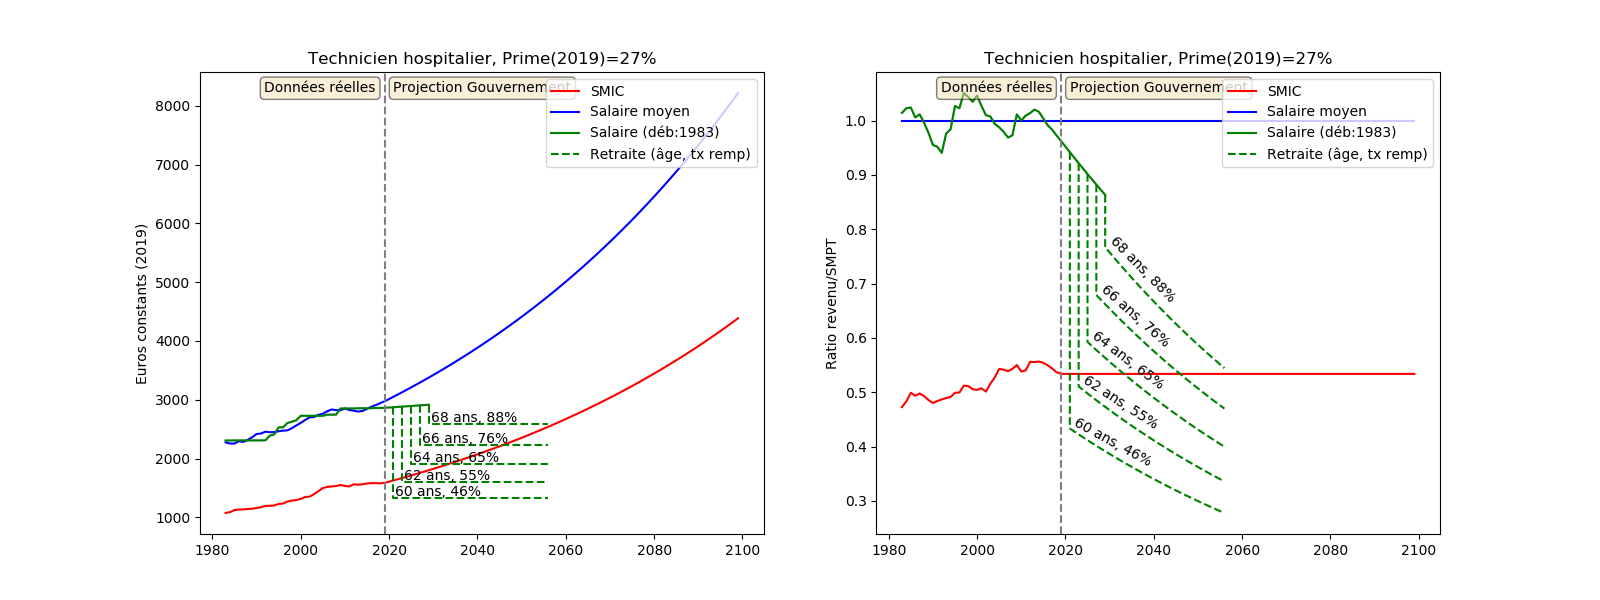 Technicien hospitalier, Prime(2019)=27%
Données réelles
Projection Gouvernement
SMIC
Salaire moyen
Salaire (déb:1983)
Retraite (âge, tx remp)
Euros constants (2019)
8000
7000
6000
5000
4000
3000
2000
1000
68 ans, 88%
66 ans, 76%
64 ans, 65%
62 ans, 55%
60 ans, 46%
1980
2000
2020
2040
2060
2080
2100
Technicien hospitalier, Prime(2019)=27%
Données réelles
Projection Gouvernement
SMIC
Salaire moyen
Salaire (déb:1983)
Retraite (âge, tx remp)
Ratio revenu/SMPT
1.0
0.9
0.8
0.7
0.6
0.5
0.4
0.3
68 ans, 88%
66 ans, 76%
64 ans, 65%
62 ans, 55%
60 ans, 46%
1980
2000
2020
2040
2060
2080
2100